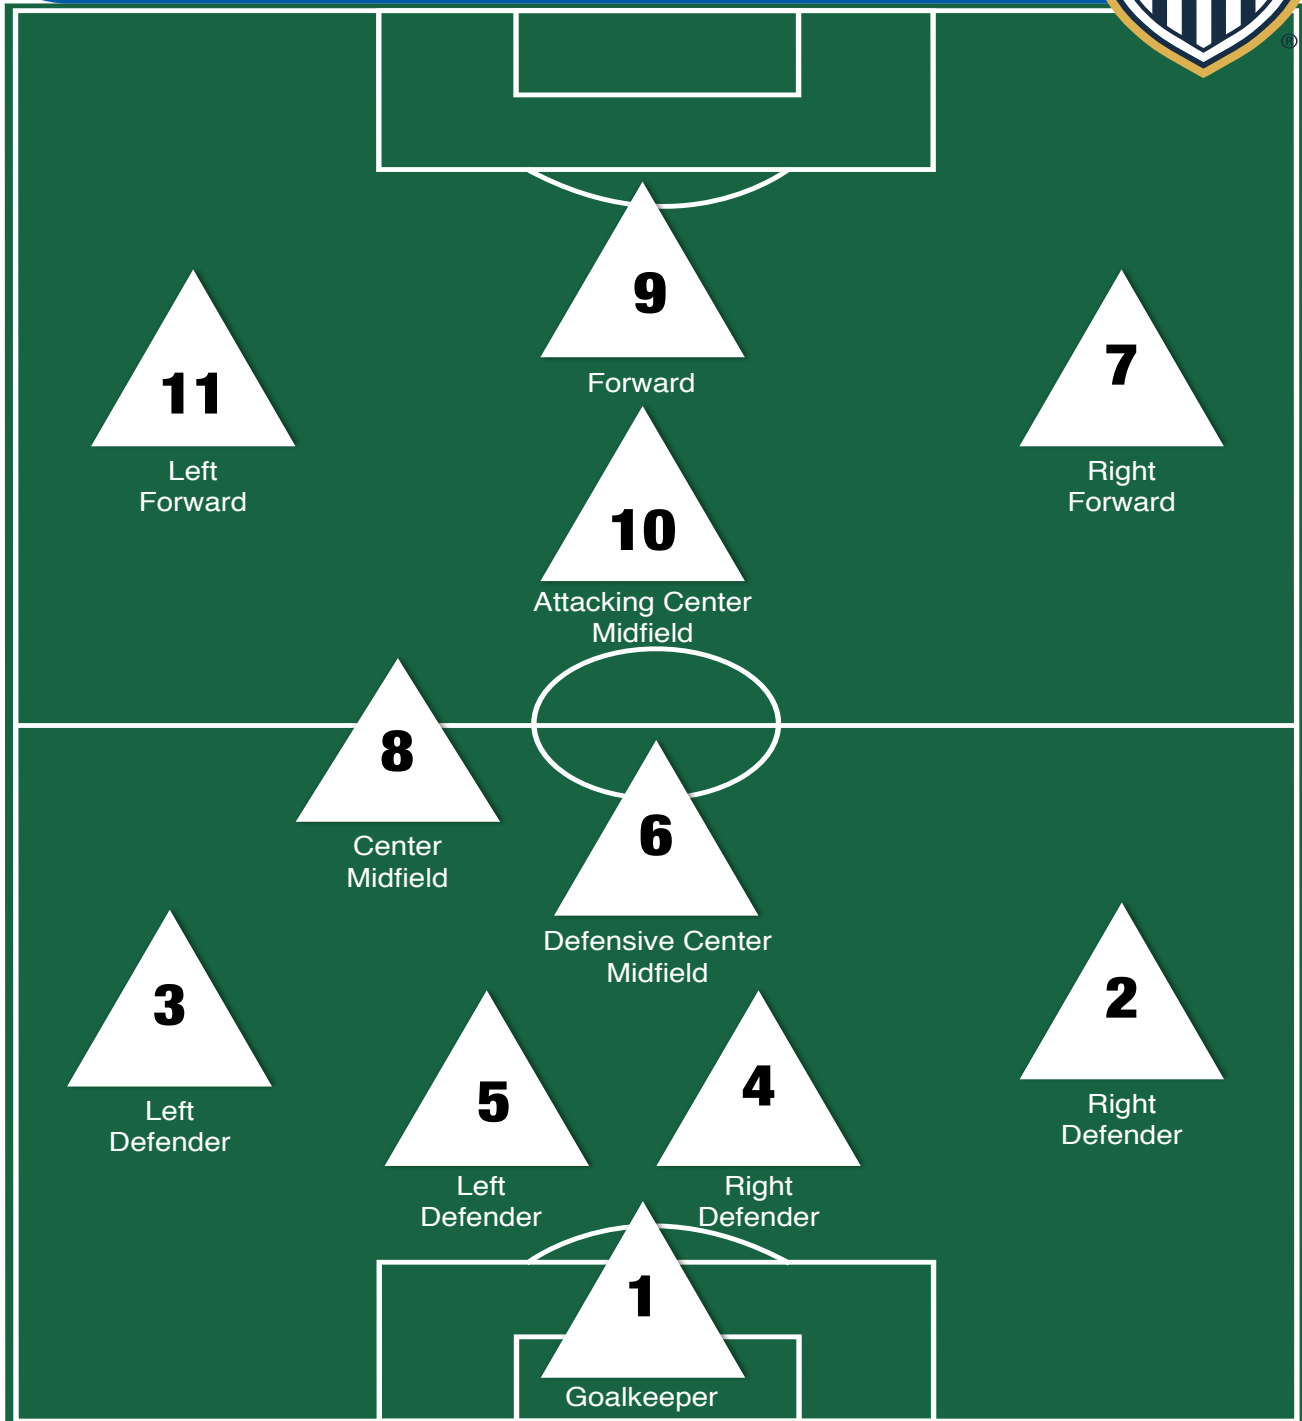 ®
9
Forward
11
Left
Forward
7
Right
Forward
10
Attacking Center
Midfield
8
Center
Midfield
6
Defensive Center
Midfield
3
Left
Defender
2
Right
Defender
5
Left
Defender
4
Right
Defender
1
Goalkeeper